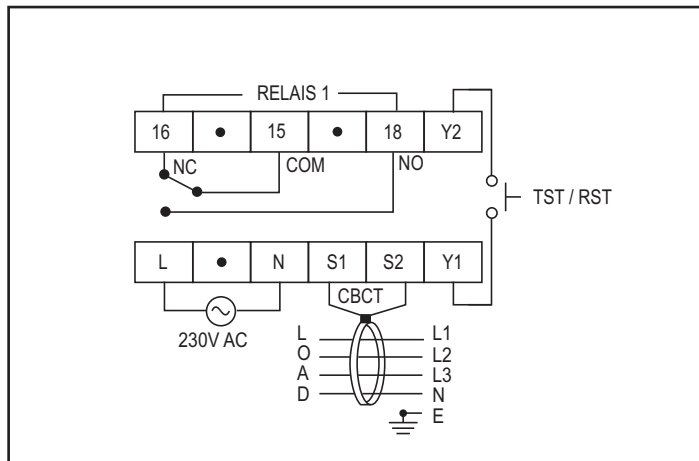 RELAIS 1
16 • 15 • 18 Y2
NC COM NO
TST / RST
L • N S1 S2 Y1
CBCT
230V AC
L L1
O L2
A L3
D N
E